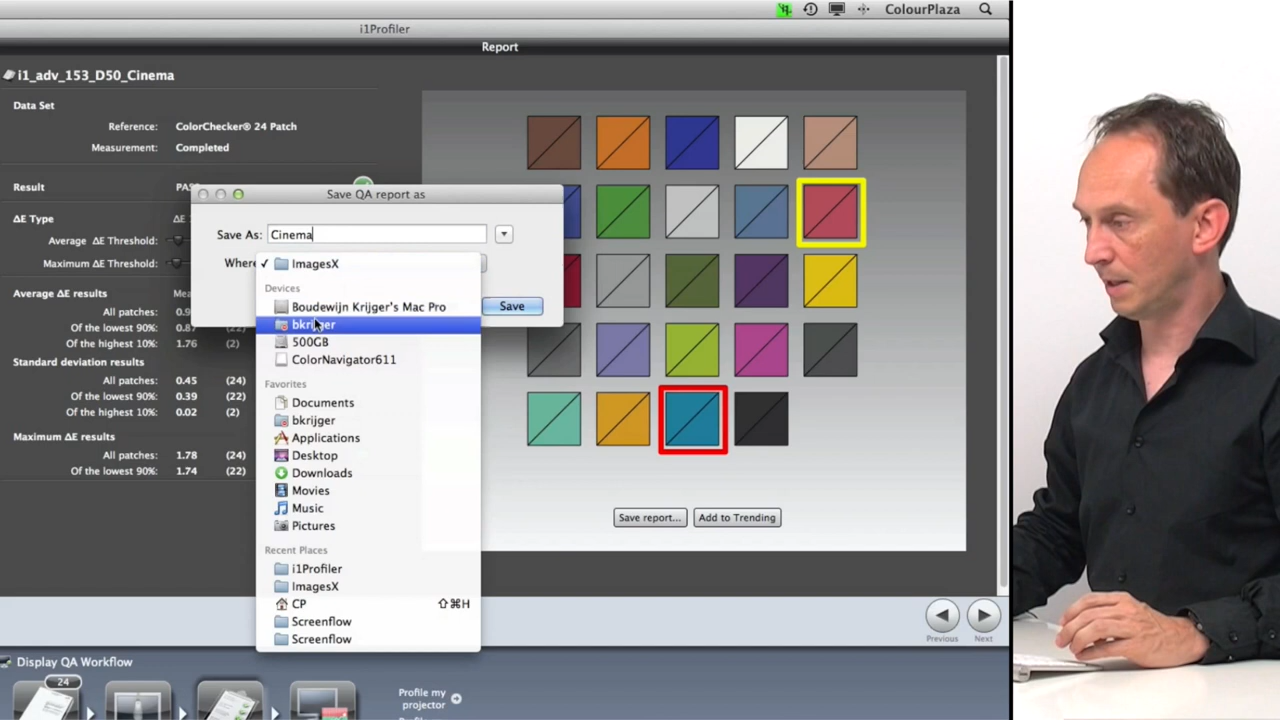 ColourPlaza
i1Profiler
Report
i1_adv_153_D50_Cinema
Data Set
Reference: ColorChecker® 24 Patch
Measurement: Completed
Result
ΔE Type
Average ΔE Threshold:
Maximum ΔE Threshold:
Average ΔE results
All patches:
Of the lowest 90%:
Of the highest 10%: 1.76 (2)
Standard deviation results
All patches: 0.45 (24)
Of the lowest 90%: 0.39 (22)
Of the highest 10%: 0.02 (2)
Maximum ΔE results
All patches: 1.78 (24)
Of the lowest 90%: 1.74 (22)
Save QA report as
Save As: Cinema
Where
✓ ImagesX
Devices
Boudewijn Krijger's Mac Pro
bkrijger
500GB
ColorNavigator611
Favorites
Documents
bkrijger
Applications
Desktop
Downloads
Movies
Music
Pictures
Recent Places
i1Profiler
ImagesX
CP ⇧⌘H
Screenflow
Screenflow
Save
Save report...
Add to Trending
Previous
Next
Display QA Workflow
24
Profile my
projector